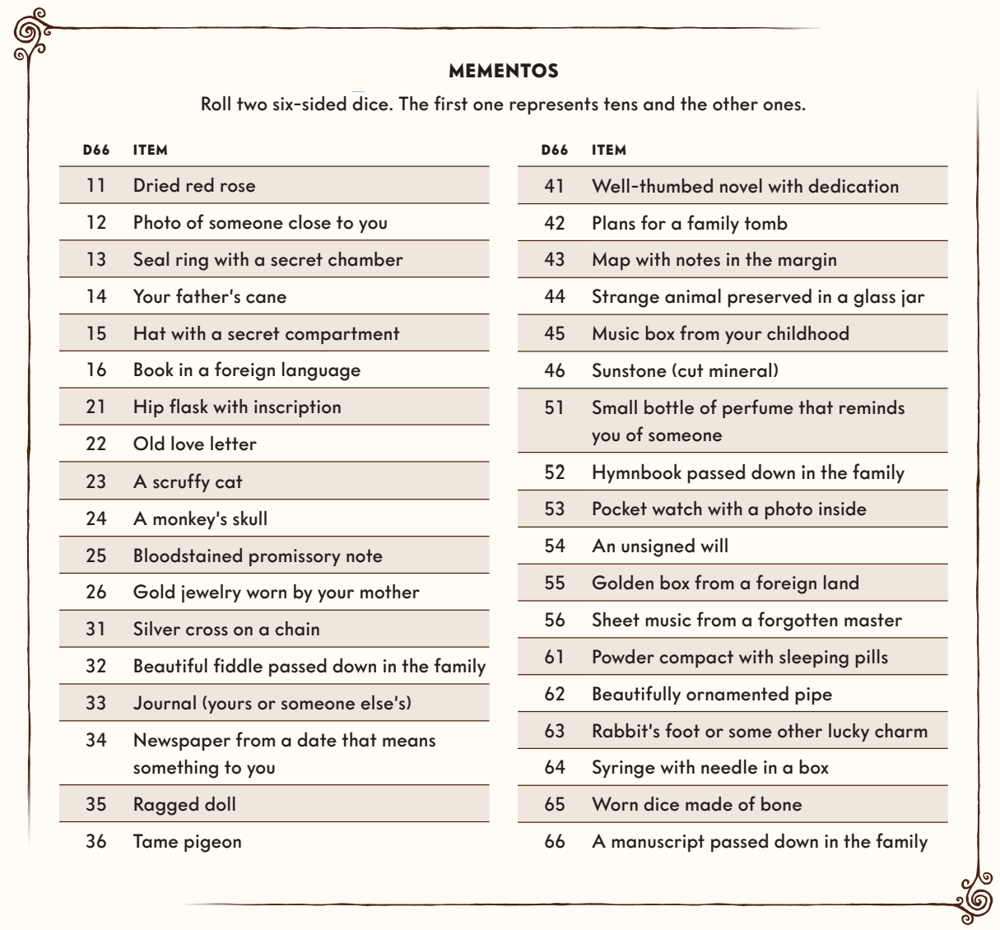 MEMENTOS
Roll two six-sided dice. The first one represents tens and the other ones.
D66 ITEM
11 Dried red rose
12 Photo of someone close to you
13 Seal ring with a secret chamber
14 Your father's cane
15 Hat with a secret compartment
16 Book in a foreign language
21 Hip flask with inscription
22 Old love letter
23 A scruffy cat
24 A monkey's skull
25 Bloodstained promissory note
26 Gold jewelry worn by your mother
31 Silver cross on a chain
32 Beautiful fiddle passed down in the family
33 Journal (yours or someone else's)
34 Newspaper from a date that means
something to you
35 Ragged doll
36 Tame pigeon
D66 ITEM
41 Well-thumbed novel with dedication
42 Plans for a family tomb
43 Map with notes in the margin
44 Strange animal preserved in a glass jar
45 Music box from your childhood
46 Sunstone (cut mineral)
51 Small bottle of perfume that reminds
you of someone
52 Hymnbook passed down in the family
53 Pocket watch with a photo inside
54 An unsigned will
55 Golden box from a foreign land
56 Sheet music from a forgotten master
61 Powder compact with sleeping pills
62 Beautifully ornamented pipe
63 Rabbit's foot or some other lucky charm
64 Syringe with needle in a box
65 Worn dice made of bone
66 A manuscript passed down in the family